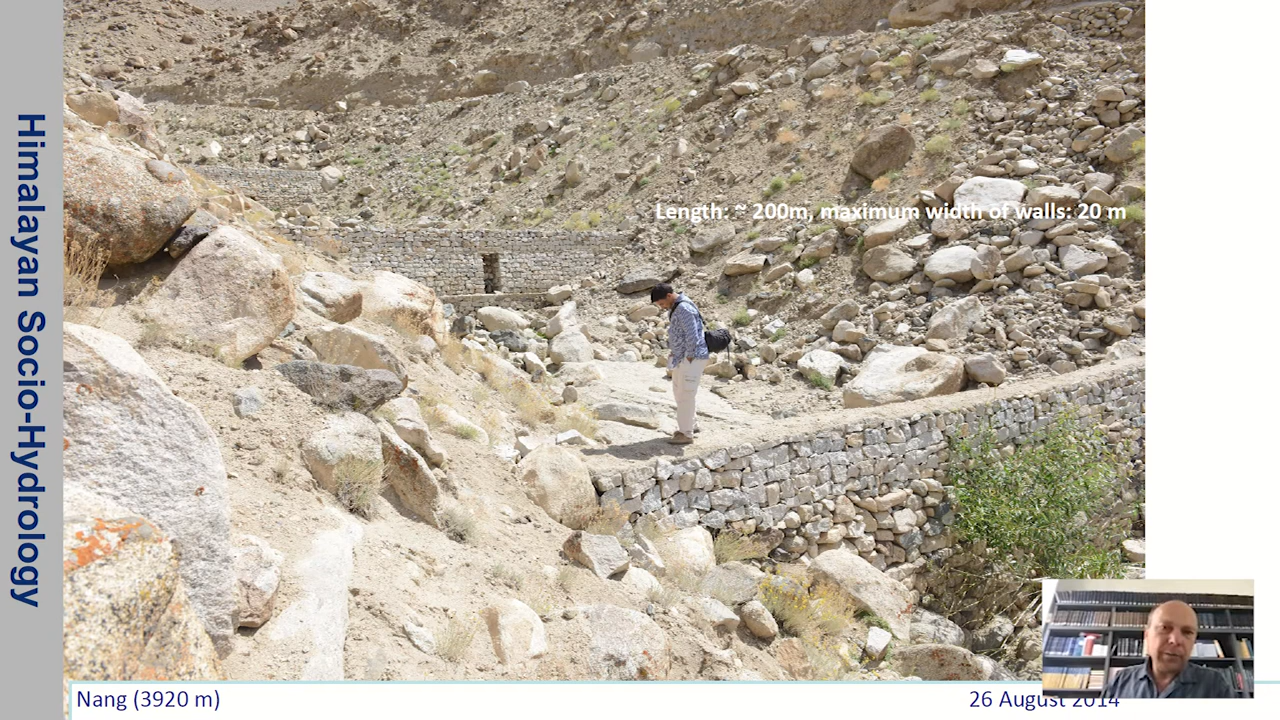 Himalayan Socio-Hydrology
Length: ~ 200m, maximum width of walls: 20 m
Nang (3920 m)
26 August 2014